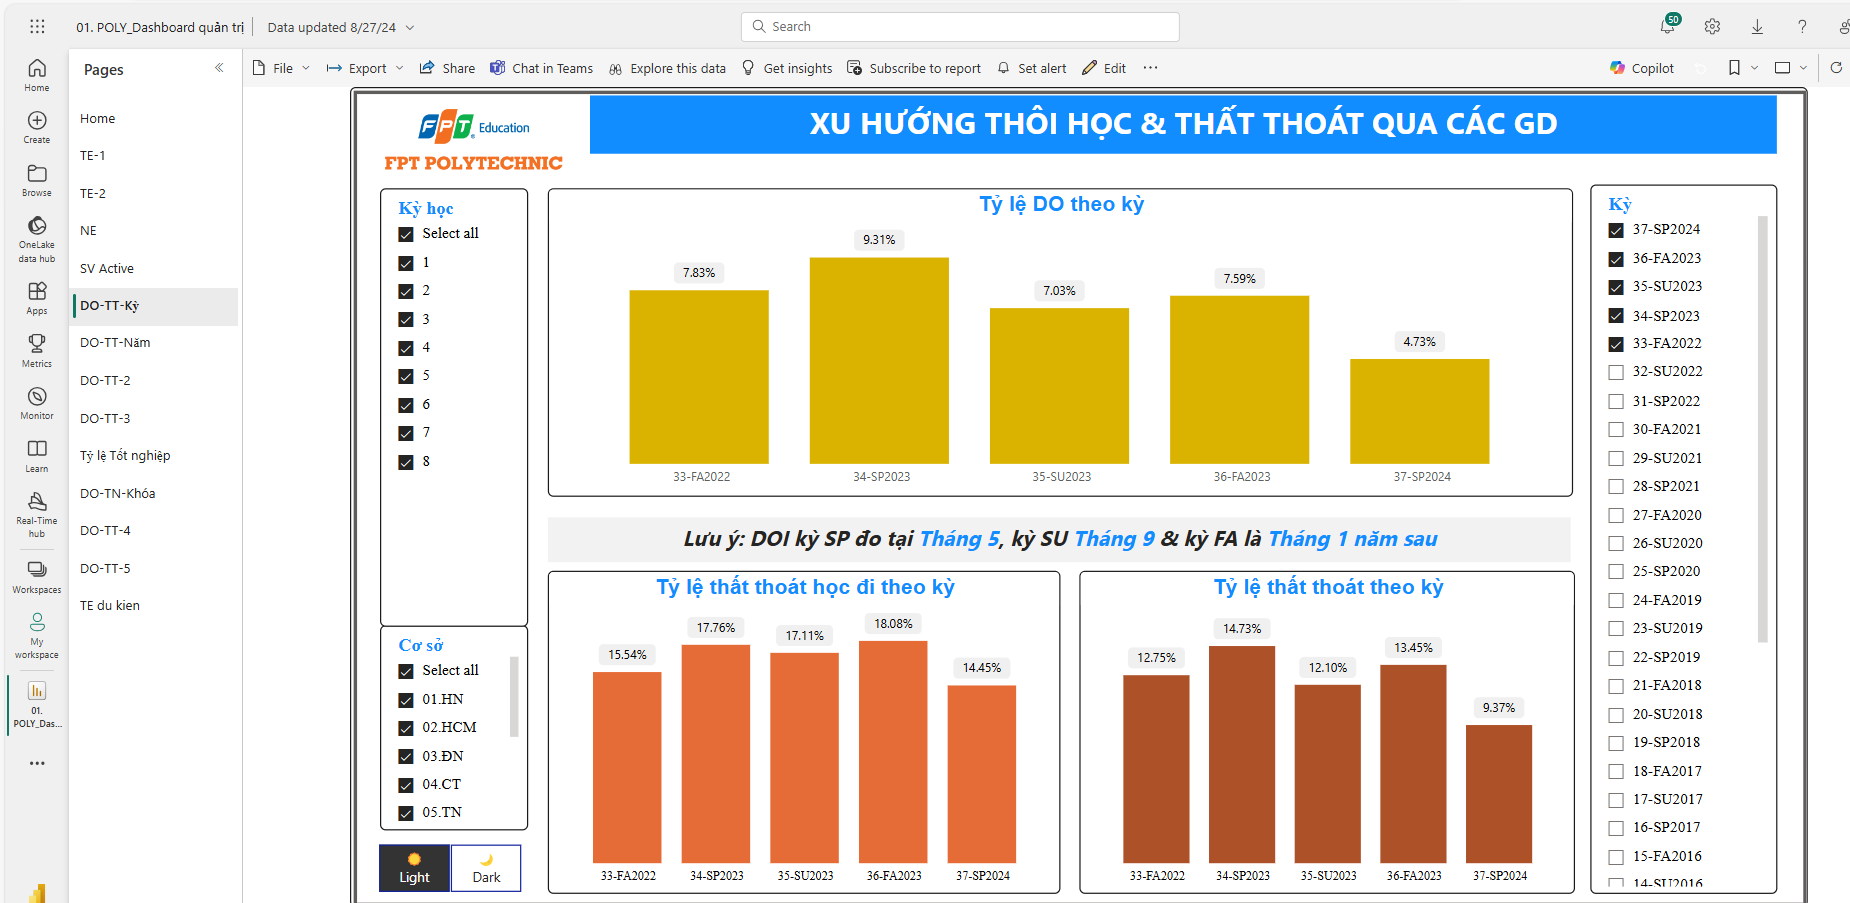 01. POLY_Dashboard quản trị
Data updated 8/27/24
Search
50
Home
Create
Browse
OneLake
data hub
Apps
Metrics
Monitor
Learn
Real-Time
hub
Workspaces
My
workspace
01.
POLY_Das...
Pages
Home
TE-1
TE-2
NE
SV Active
DO-TT-Kỳ
DO-TT-Năm
DO-TT-2
DO-TT-3
Tỷ lệ Tốt nghiệp
DO-TN-Khóa
DO-TT-4
DO-TT-5
TE du kien
File
Export
Share
Chat in Teams
Explore this data
Get insights
Subscribe to report
Set alert
Edit
Copilot
FPT Education
FPT POLYTECHNIC
XU HƯỚNG THÔI HỌC & THẤT THOÁT QUA CÁC GD
Kỳ học
Select all
1
2
3
4
5
6
7
8
Cơ sở
Select all
01.HN
02.HCM
03.ĐN
04.CT
05.TN
Light
Dark
Tỷ lệ DO theo kỳ
7.83%
9.31%
7.03%
7.59%
4.73%
33-FA2022
34-SP2023
35-SU2023
36-FA2023
37-SP2024
Lưu ý: DOI kỳ SP đo tại Tháng 5, kỳ SU Tháng 9 & kỳ FA là Tháng 1 năm sau
Tỷ lệ thất thoát học đi theo kỳ
15.54%
17.76%
17.11%
18.08%
14.45%
33-FA2022
34-SP2023
35-SU2023
36-FA2023
37-SP2024
Tỷ lệ thất thoát theo kỳ
12.75%
14.73%
12.10%
13.45%
9.37%
33-FA2022
34-SP2023
35-SU2023
36-FA2023
37-SP2024
Kỳ
37-SP2024
36-FA2023
35-SU2023
34-SP2023
33-FA2022
32-SU2022
31-SP2022
30-FA2021
29-SU2021
28-SP2021
27-FA2020
26-SU2020
25-SP2020
24-FA2019
23-SU2019
22-SP2019
21-FA2018
20-SU2018
19-SP2018
18-FA2017
17-SU2017
16-SP2017
15-FA2016
14-SU2016